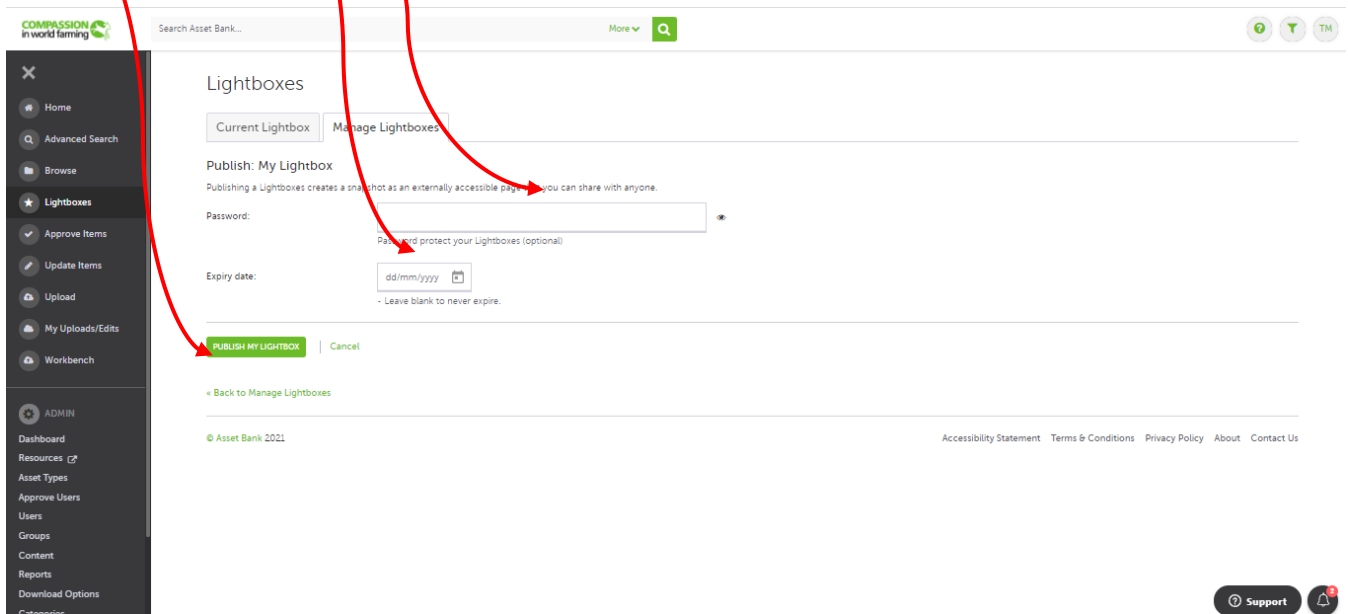 COMPASSION
in world farming
Search Asset Bank...
More
TM
Home
Advanced Search
Browse
Lightboxes
Approve Items
Update Items
Upload
My Uploads/Edits
Workbench
ADMIN
Dashboard
Resources
Asset Types
Approve Users
Users
Groups
Content
Reports
Download Options
Categories
Lightboxes
Current Lightbox
Manage Lightboxes
Publish: My Lightbox
Publishing a Lightboxes creates a snapshot as an externally accessible page you can share with anyone.
Password:
Password protect your Lightboxes (optional)
Expiry date:
dd/mm/yyyy
- Leave blank to never expire.
PUBLISH MY LIGHTBOX | Cancel
« Back to Manage Lightboxes
© Asset Bank 2021
Accessibility Statement Terms & Conditions Privacy Policy About Contact Us
Support
2